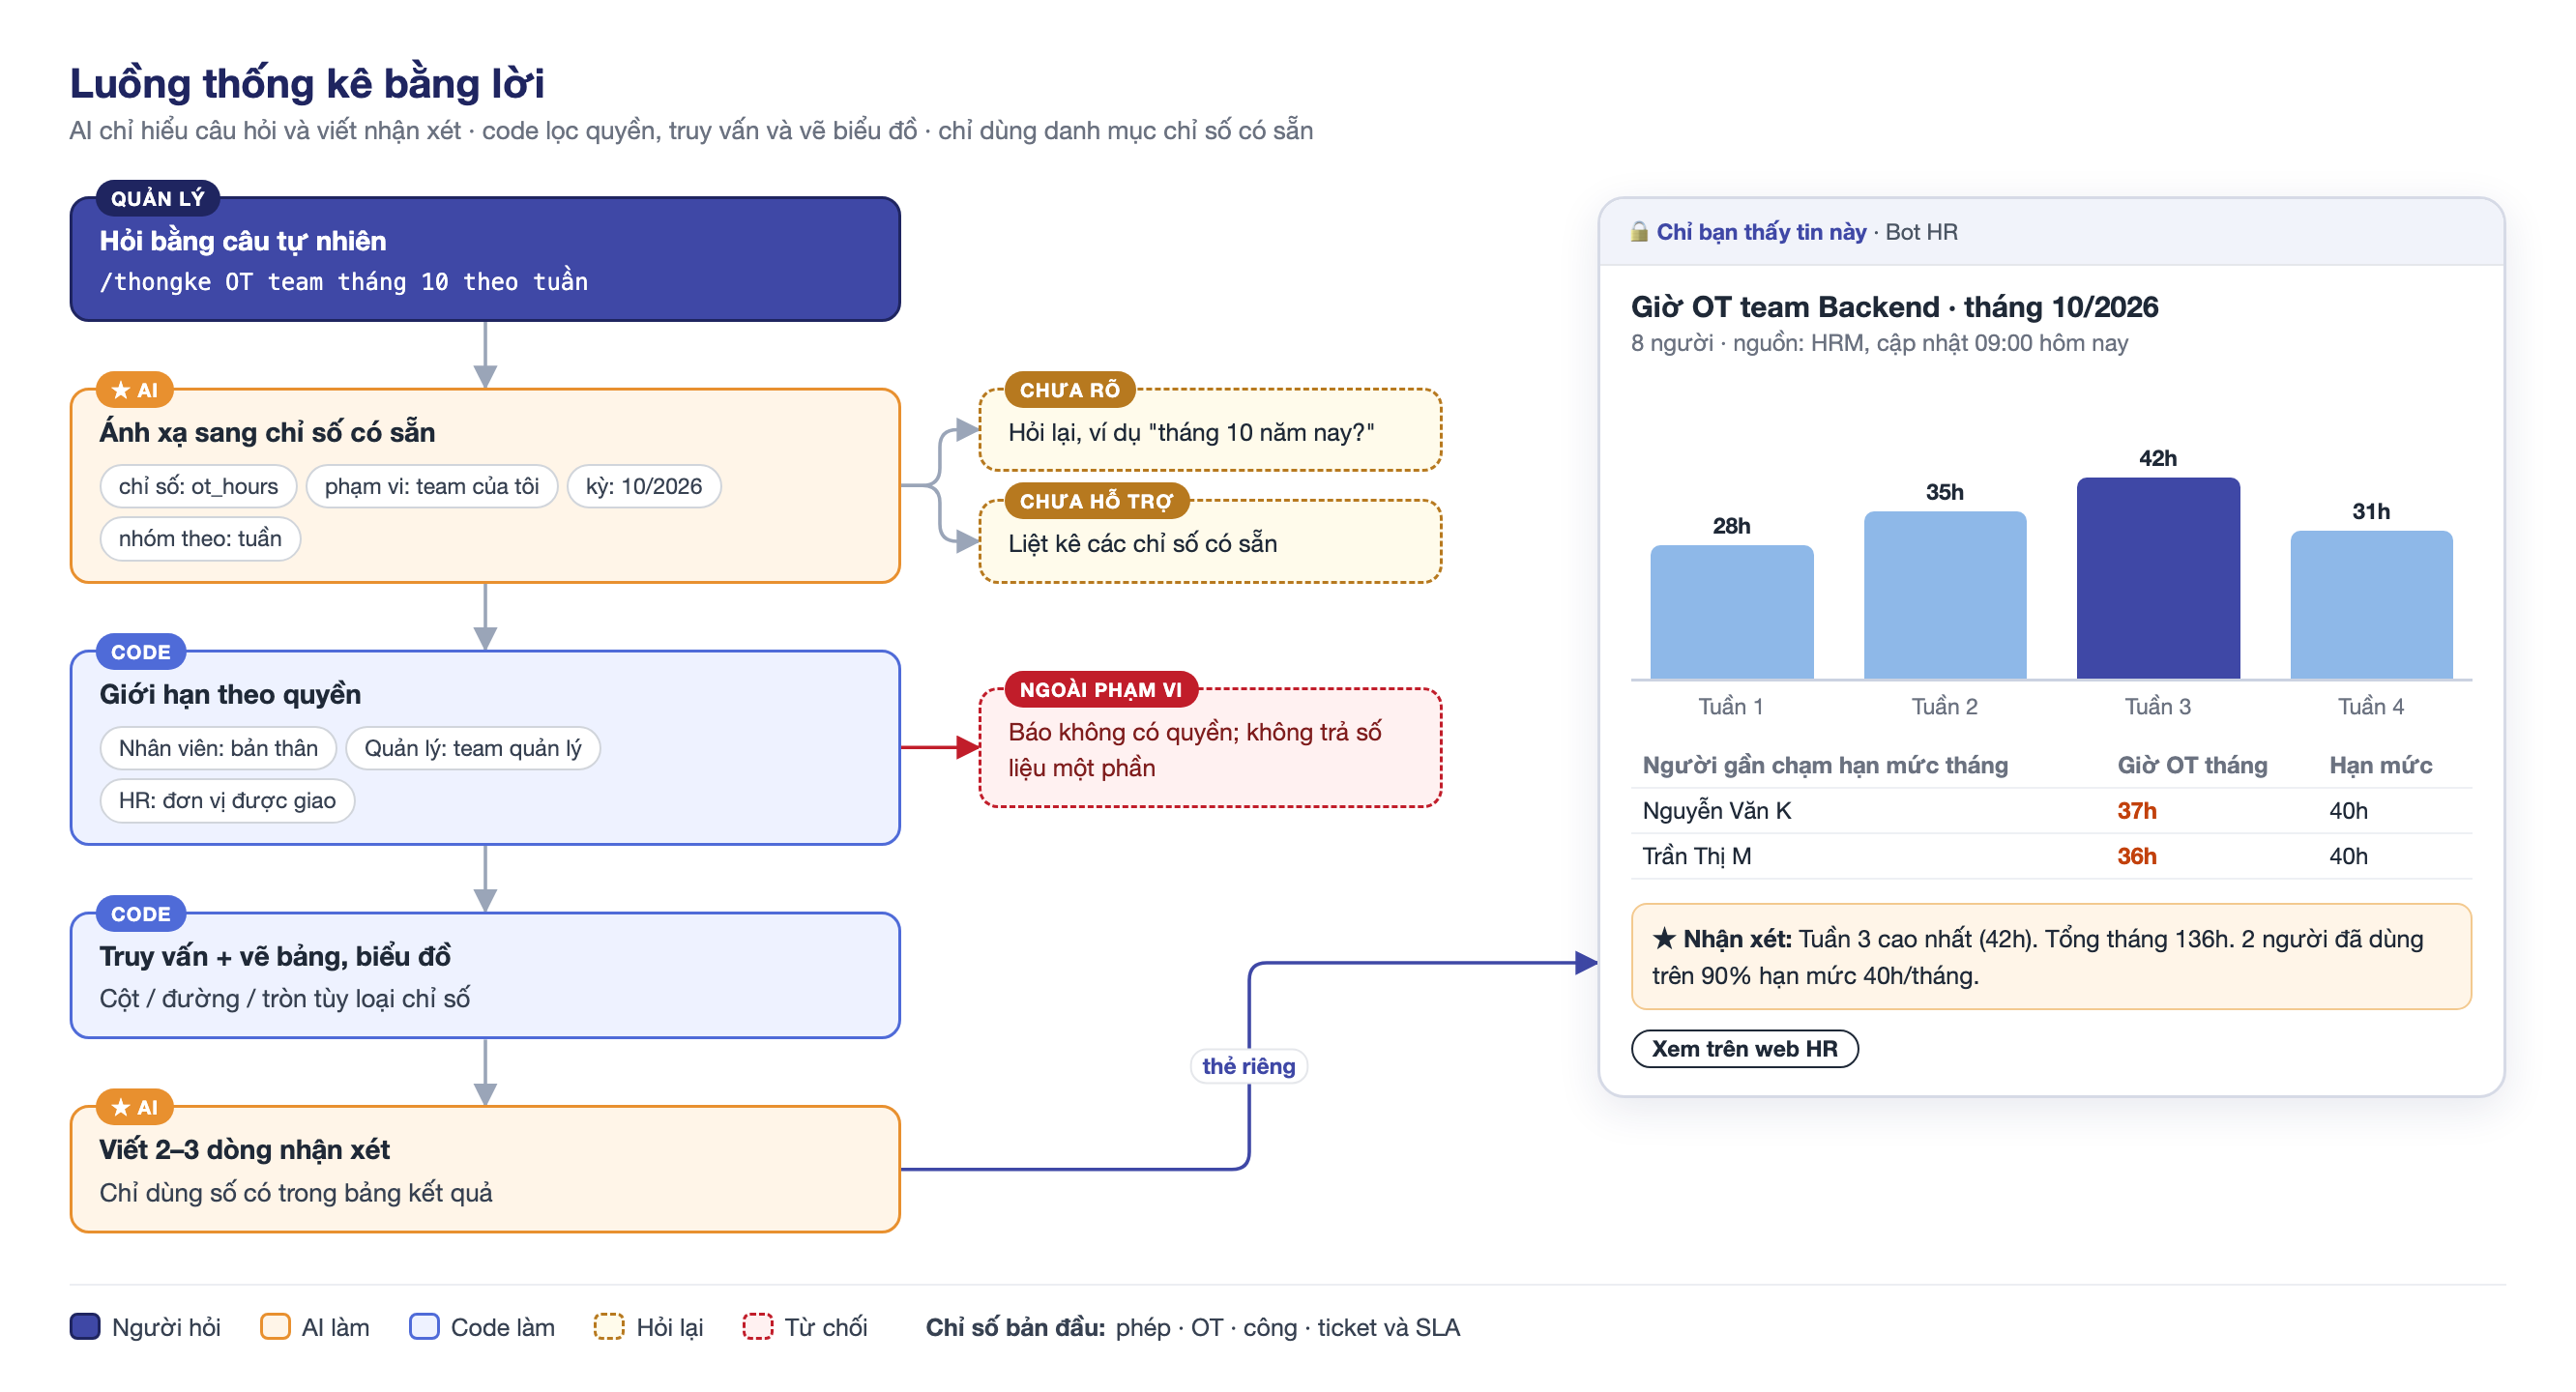 Luồng thống kê bằng lời
AI chỉ hiểu câu hỏi và viết nhận xét · code lọc quyền, truy vấn và vẽ biểu đồ · chỉ dùng danh mục chỉ số có sẵn
QUẢN LÝ
Hỏi bằng câu tự nhiên
/thongke OT team tháng 10 theo tuần
★ AI
Ánh xạ sang chỉ số có sẵn
chỉ số: ot_hours
phạm vi: team của tôi
kỳ: 10/2026
nhóm theo: tuần
CHƯA RÕ
Hỏi lại, ví dụ "tháng 10 năm nay?"
CHƯA HỖ TRỢ
Liệt kê các chỉ số có sẵn
CODE
Giới hạn theo quyền
Nhân viên: bản thân
Quản lý: team quản lý
HR: đơn vị được giao
NGOÀI PHẠM VI
Báo không có quyền; không trả số
liệu một phần
CODE
Truy vấn + vẽ bảng, biểu đồ
Cột / đường / tròn tùy loại chỉ số
★ AI
Viết 2–3 dòng nhận xét
Chỉ dùng số có trong bảng kết quả
thẻ riêng
🔒 Chỉ bạn thấy tin này · Bot HR
Giờ OT team Backend · tháng 10/2026
8 người · nguồn: HRM, cập nhật 09:00 hôm nay
28h
35h
42h
31h
Tuần 1
Tuần 2
Tuần 3
Tuần 4
Người gần chạm hạn mức tháng Giờ OT tháng Hạn mức
Nguyễn Văn K 37h 40h
Trần Thị M 36h 40h
★ Nhận xét: Tuần 3 cao nhất (42h). Tổng tháng 136h. 2 người đã dùng
trên 90% hạn mức 40h/tháng.
Xem trên web HR
Người hỏi
AI làm
Code làm
Hỏi lại
Từ chối
Chỉ số bản đầu: phép · OT · công · ticket và SLA